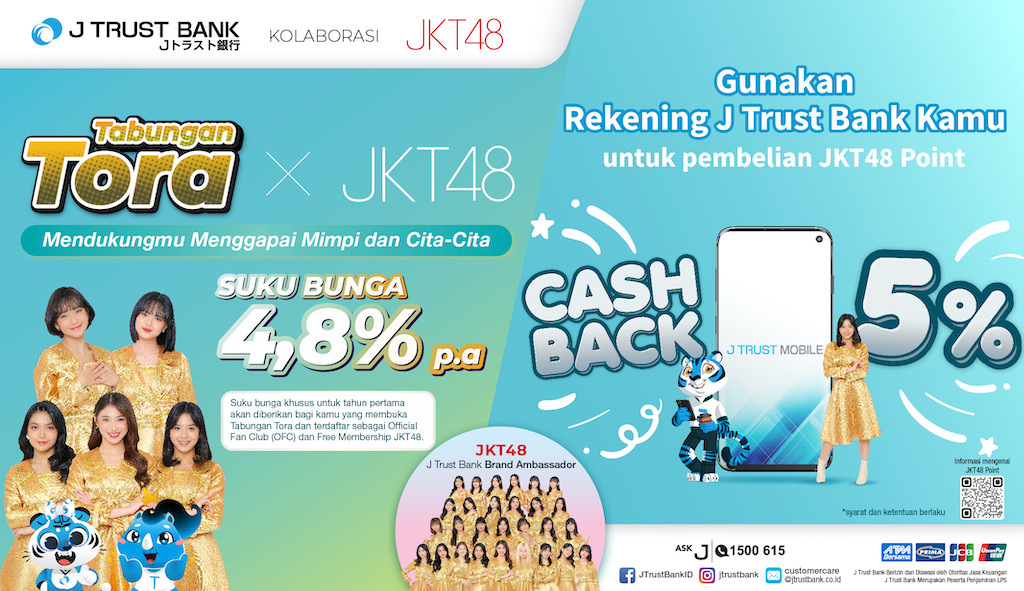 J TRUST BANK
Jトラスト銀行
KOLABORASI
JKT48
Tabungan
Tora
×
JKT48
Mendukungmu Menggapai Mimpi dan Cita-Cita
SUKU BUNGA
4,8% p.a
Suku bunga khusus untuk tahun pertama
akan diberikan bagi kamu yang membuka
Tabungan Tora dan terdaftar sebagai Official
Fan Club (OFC) dan Free Membership JKT48.
T
JKT48
J Trust Bank Brand Ambassador
Gunakan
Rekening J Trust Bank Kamu
untuk pembelian JKT48 Point
CASH
BACK
5%
J TRUST MOBILE
Informasi mengenai
JKT48 Point
*syarat dan ketentuan berlaku
ASK J 1500 615
JTrustBankID
jtrustbank
customercare
@jtrustbank.co.id
ATM
Bersama
PRIMA
JCB
UnionPay
银联
J Trust Bank Berizin dan Diawasi oleh Otoritas Jasa Keuangan
J Trust Bank Merupakan Peserta Penjaminan LPS